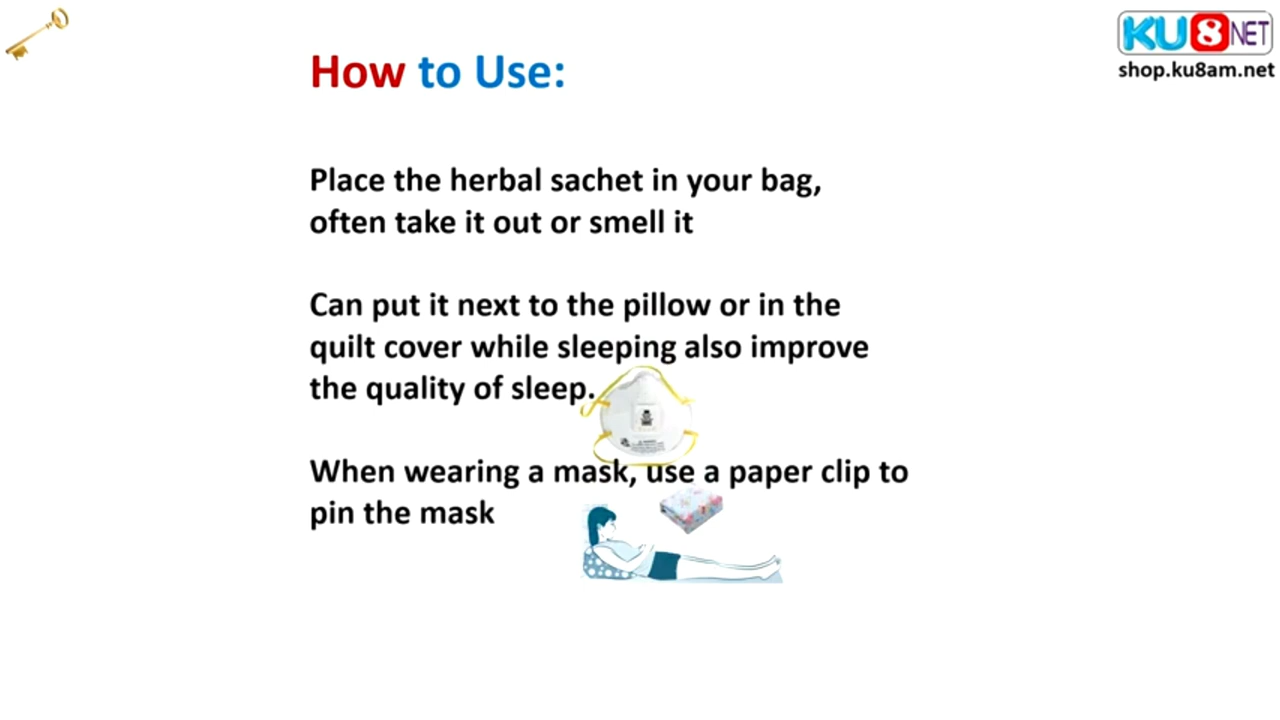 KU8NET
shop.ku8am.net
How to Use:
Place the herbal sachet in your bag,
often take it out or smell it
Can put it next to the pillow or in the
quilt cover while sleeping also improve
the quality of sleep.
When wearing a mask, use a paper clip to
pin the mask